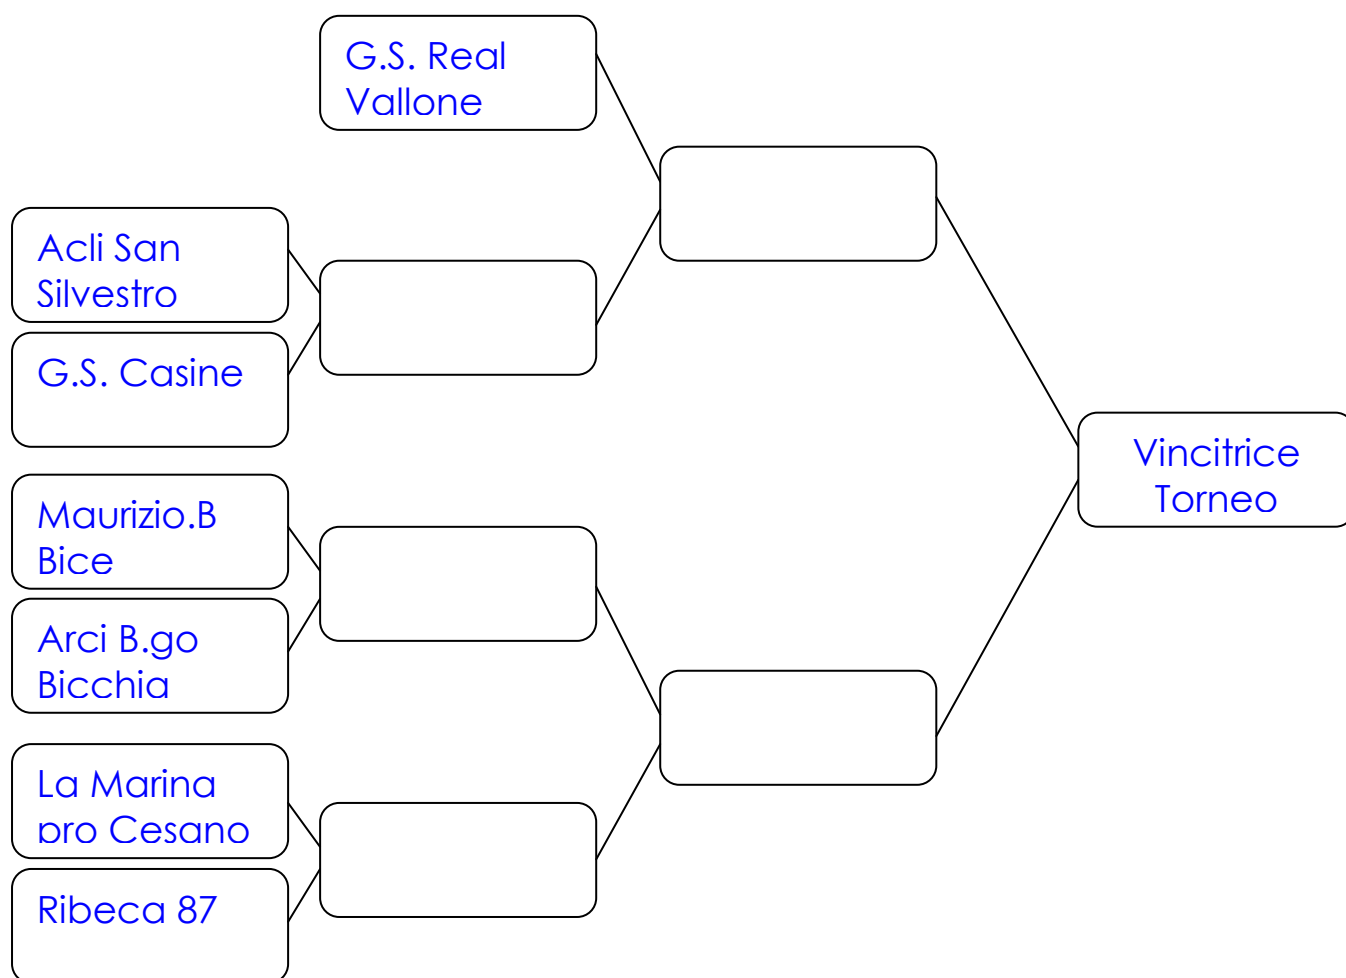 G.S. Real
Vallone
Acli San
Silvestro
G.S. Casine
Maurizio.B
Bice
Arci B.go
Bicchia
La Marina
pro Cesano
Ribeca 87
Vincitrice
Torneo